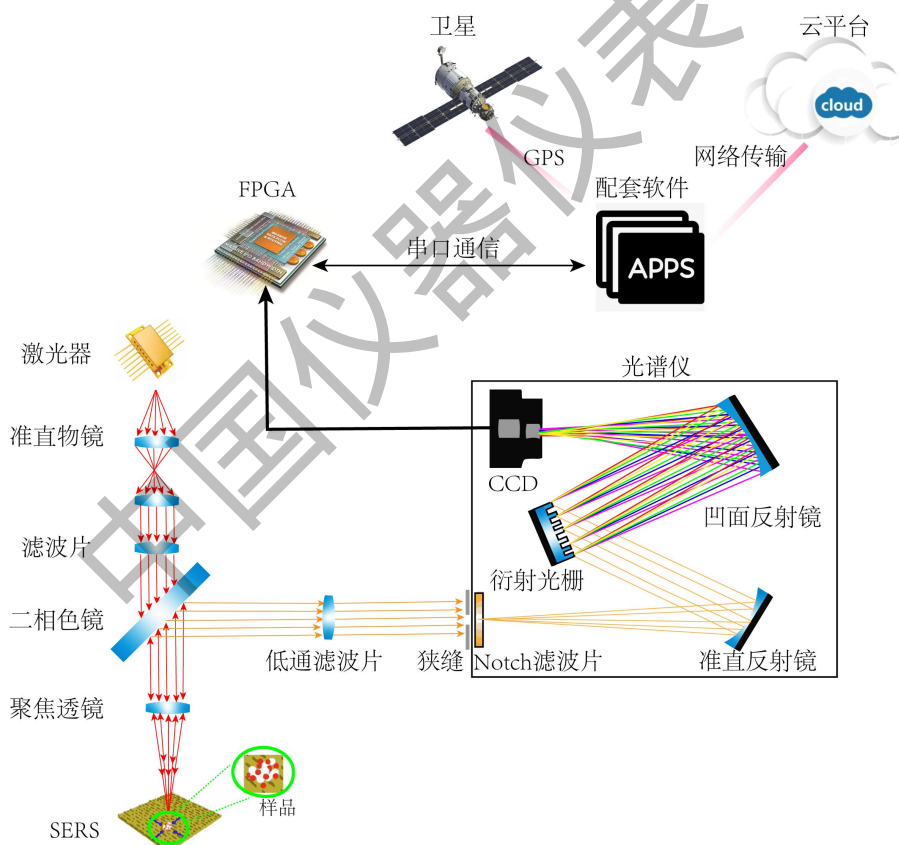 卫星
云平台
cloud
GPS
网络传输
FPGA
配套软件
串口通信
APPS
激光器
光谱仪
准直物镜
CCD
凹面反射镜
滤波片
衍射光栅
二相色镜
低通滤波片
狭缝
Notch滤波片
准直反射镜
聚焦透镜
样品
SERS
中国仪器仪表